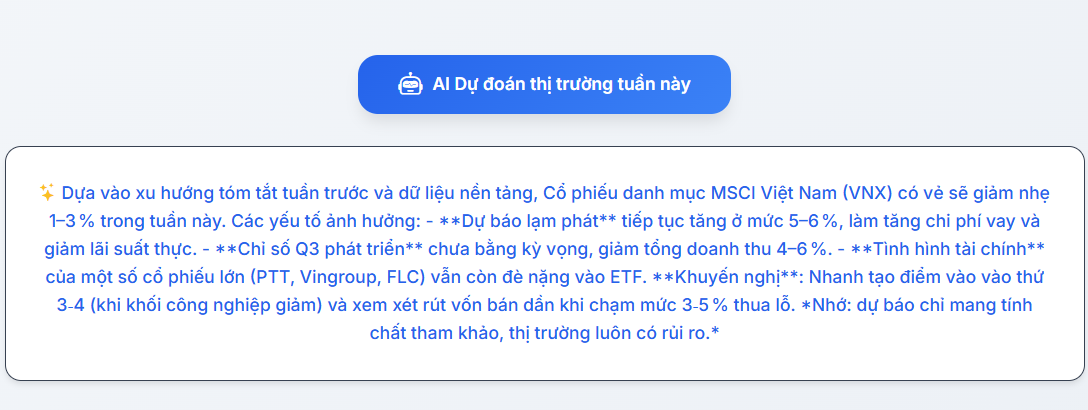 AI Dự đoán thị trường tuần này
✨ Dựa vào xu hướng tóm tắt tuần trước và dữ liệu nền tảng, Cổ phiếu danh mục MSCI Việt Nam (VNX) có vẻ sẽ giảm nhẹ
1–3 % trong tuần này. Các yếu tố ảnh hưởng: - **Dự báo lạm phát** tiếp tục tăng ở mức 5–6 %, làm tăng chi phí vay và
giảm lãi suất thực. - **Chỉ số Q3 phát triển** chưa bằng kỳ vọng, giảm tổng doanh thu 4–6 %. - **Tình hình tài chính**
của một số cổ phiếu lớn (PTT, Vingroup, FLC) vẫn còn đè nặng vào ETF. **Khuyến nghị**: Nhanh tạo điểm vào vào thứ
3-4 (khi khối công nghiệp giảm) và xem xét rút vốn bán dần khi chạm mức 3-5 % thua lỗ. *Nhớ: dự báo chỉ mang tính
chất tham khảo, thị trường luôn có rủi ro.*